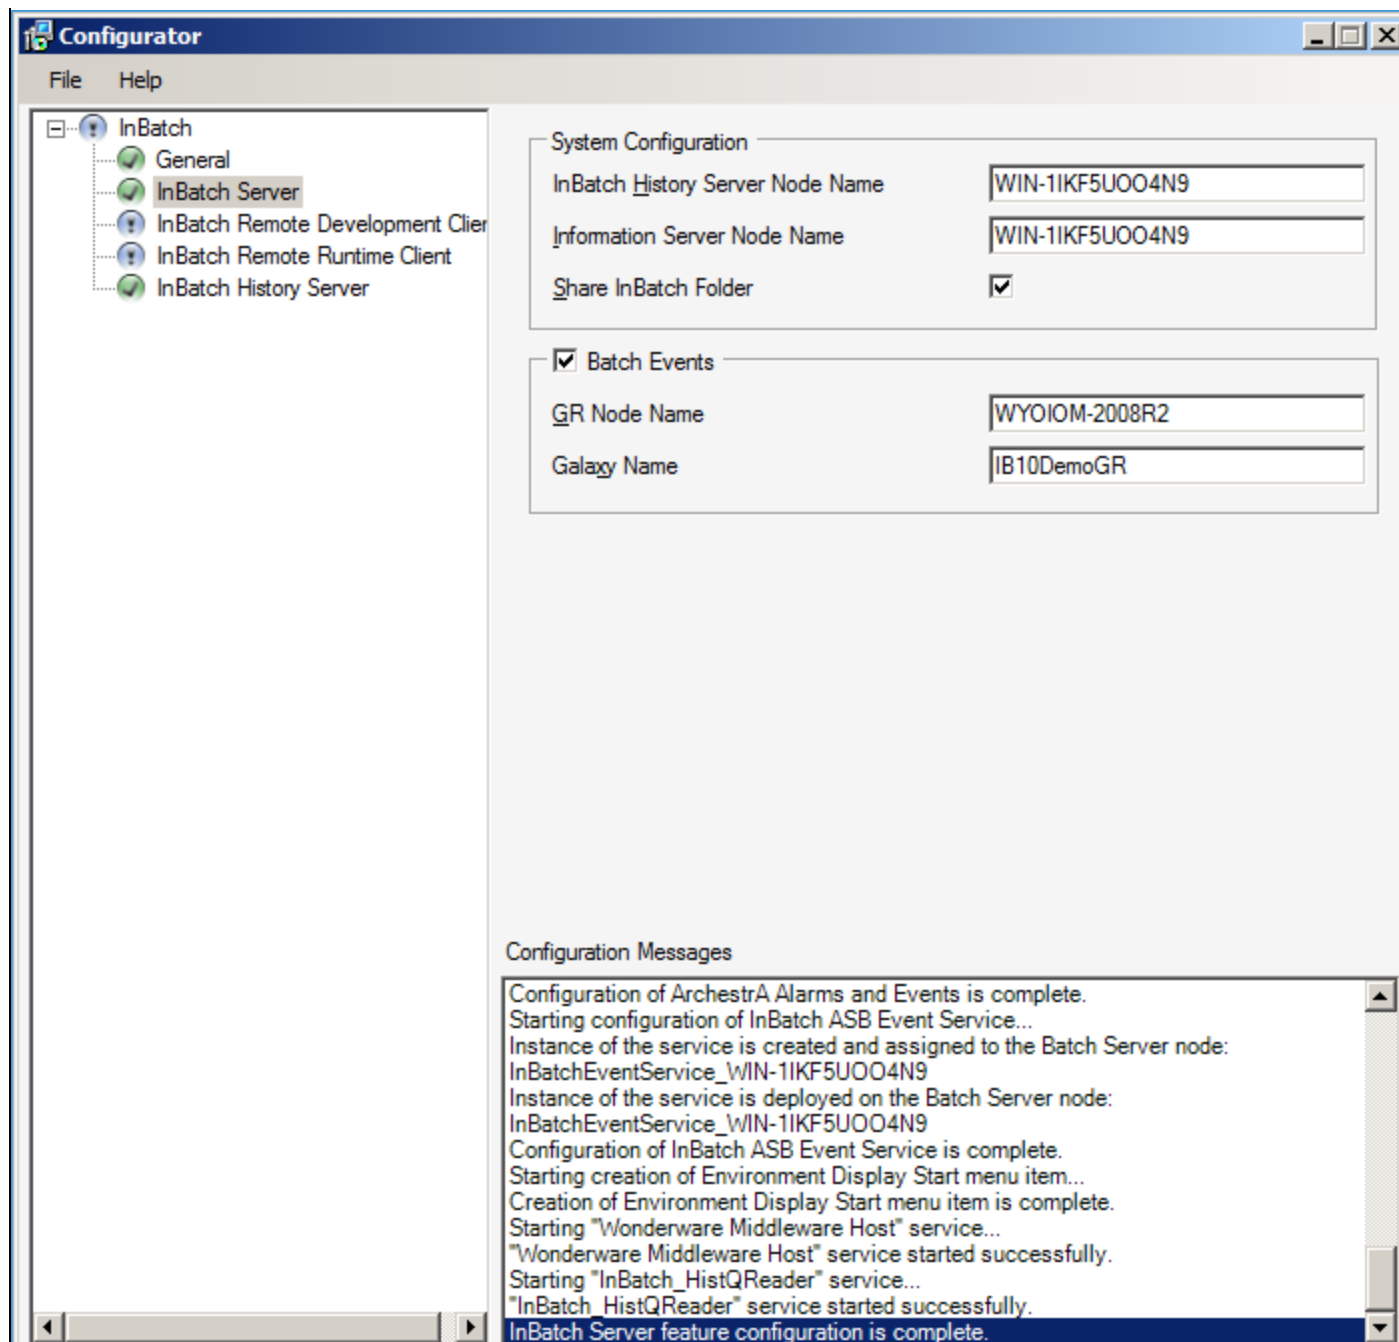 Configurator
File Help
InBatch
General
InBatch Server
InBatch Remote Development Clier
InBatch Remote Runtime Client
InBatch History Server
System Configuration
InBatch History Server Node Name WIN-1IKF5UOO4N9
Information Server Node Name WIN-1IKF5UOO4N9
Share InBatch Folder
Batch Events
GR Node Name WYOIOM-2008R2
Galaxy Name IB10DemoGR
Configuration Messages
Configuration of ArchestrA Alarms and Events is complete.
Starting configuration of InBatch ASB Event Service...
Instance of the service is created and assigned to the Batch Server node:
InBatchEventService_WIN-1IKF5UOO4N9
Instance of the service is deployed on the Batch Server node:
InBatchEventService_WIN-1IKF5UOO4N9
Configuration of InBatch ASB Event Service is complete.
Starting creation of Environment Display Start menu item...
Creation of Environment Display Start menu item is complete.
Starting "Wonderware Middleware Host" service...
"Wonderware Middleware Host" service started successfully.
Starting "InBatch_HistQReader" service...
"InBatch_HistQReader" service started successfully.
InBatch Server feature configuration is complete.